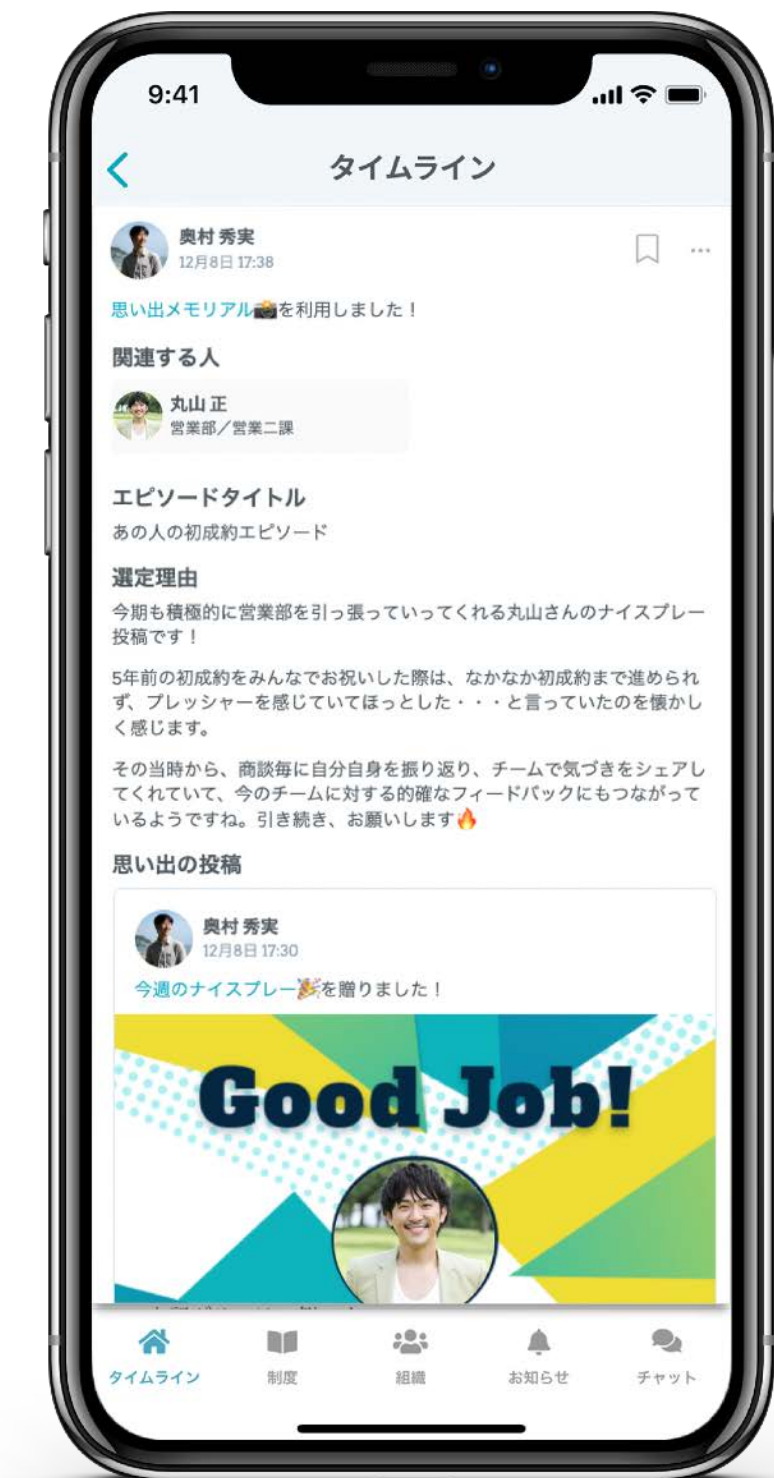 9:41
タイムライン
奥村 秀実
12月8日 17:38
思い出メモリアル📸を利用しました！
関連する人
丸山 正
営業部／営業二課
エピソードタイトル
あの人の初成約エピソード
選定理由
今期も積極的に営業部を引っ張っていってくれる丸山さんのナイスプレー
投稿です！
5年前の初成約をみんなでお祝いした際は、なかなか初成約まで進められ
ず、プレッシャーを感じていてほっとした・・・と言っていたのを懐かし
く感じます。
その当時から、商談毎に自分自身を振り返り、チームで気づきをシェアし
てくれていて、今のチームに対する的確なフィードバックにもつながって
いるようですね。引き続き、お願いします🔥
思い出の投稿
奥村 秀実
12月8日 17:30
今週のナイスプレー🎉を贈りました！
Good Job!
タイムライン
制度
組織
お知らせ
チャット